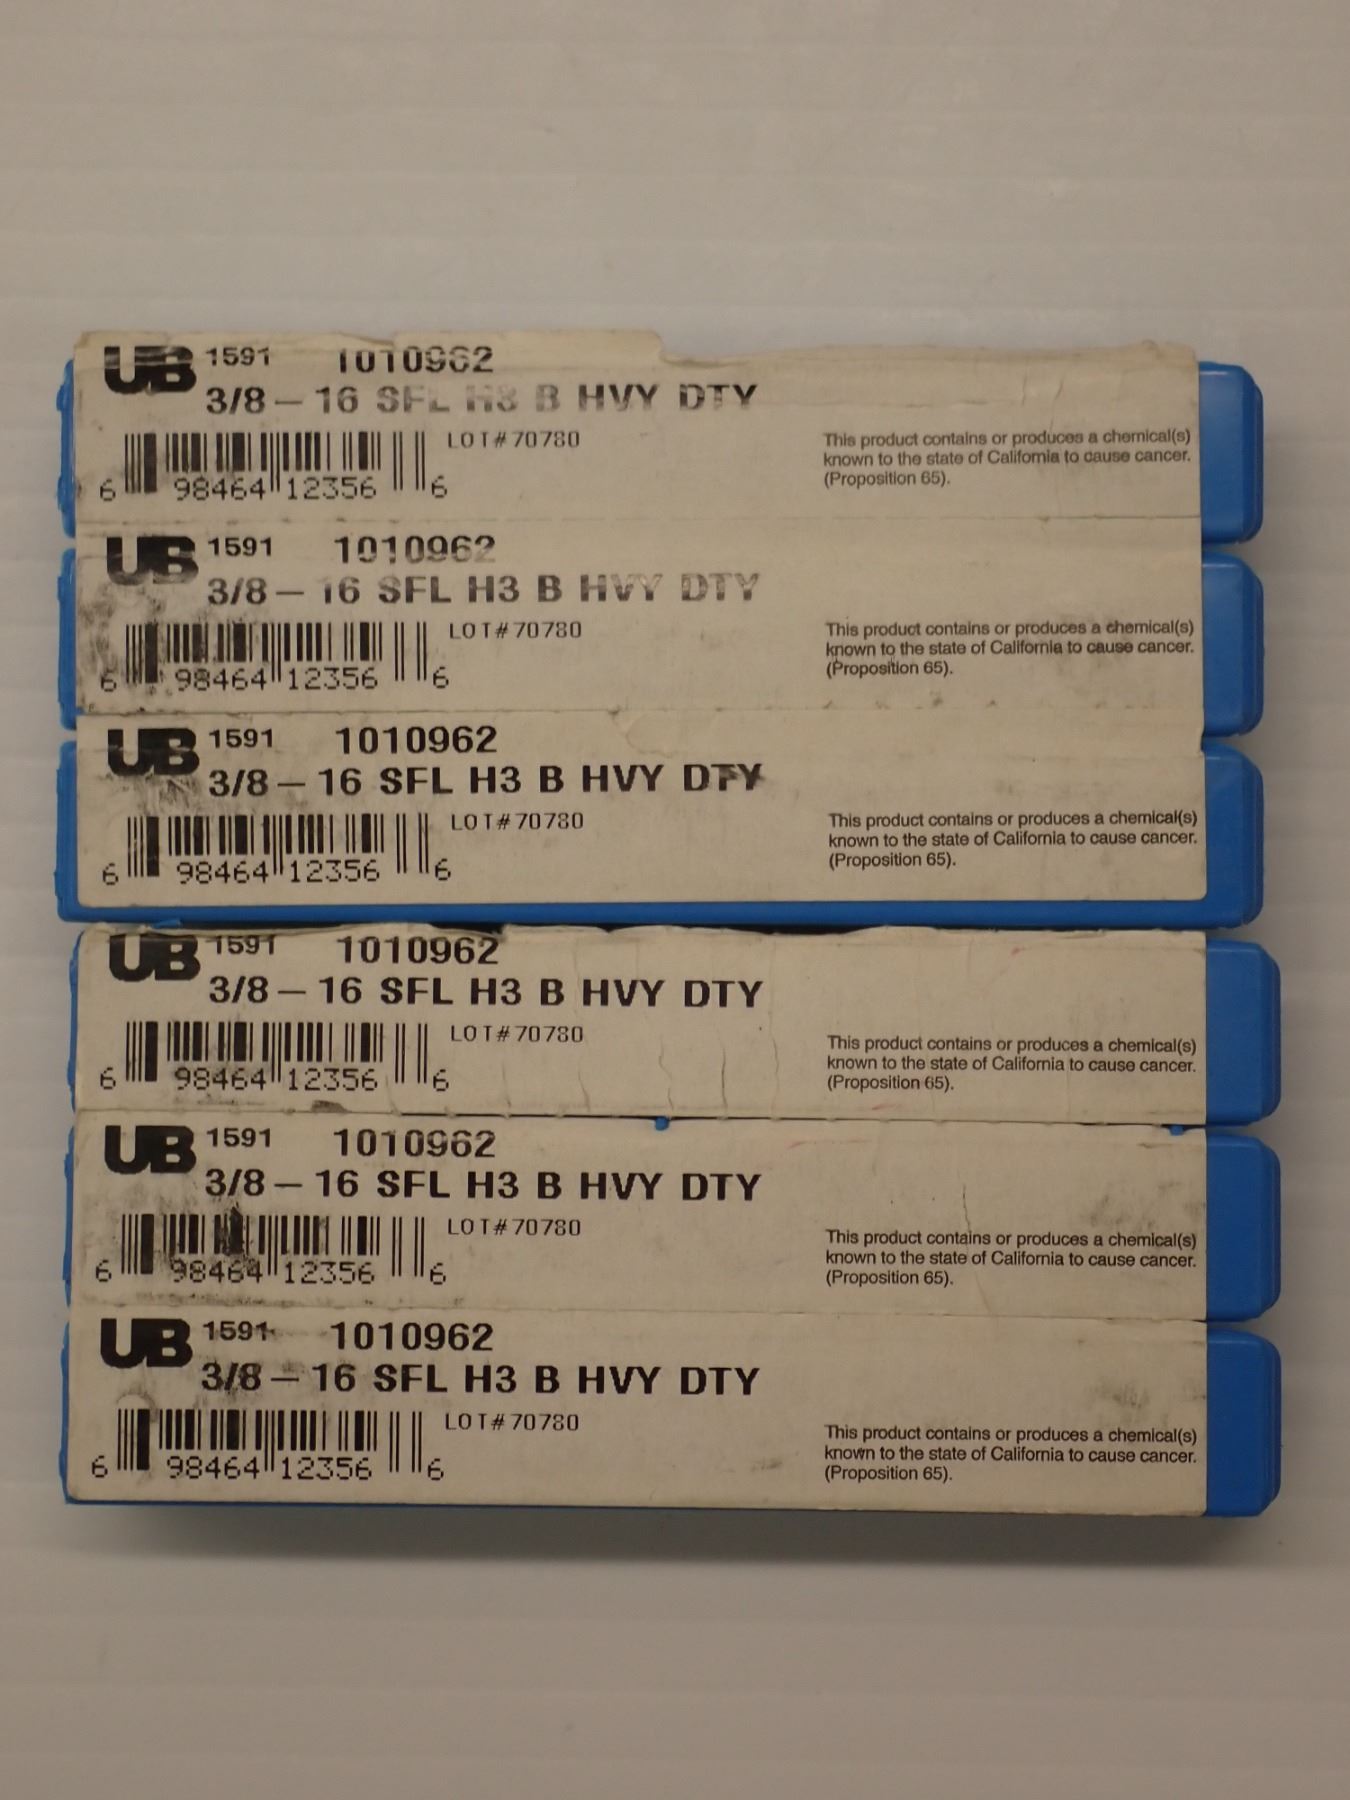 UB 1591 1010962
3/8 – 16 SFL H3 B HVY DTY
LOT#70780
6 98464 12356 6
This product contains or produces a chemical(s)
known to the state of California to cause cancer.
(Proposition 65).
UB 1591 1010962
3/8 – 16 SFL H3 B HVY DTY
LOT#70780
6 98464 12356 6
This product contains or produces a chemical(s)
known to the state of California to cause cancer.
(Proposition 65).
UB 1591 1010962
3/8 – 16 SFL H3 B HVY DTY
LOT#70780
6 98464 12356 6
This product contains or produces a chemical(s)
known to the state of California to cause cancer.
(Proposition 65).
UB 1591 1010962
3/8 – 16 SFL H3 B HVY DTY
LOT#70780
6 98464 12356 6
This product contains or produces a chemical(s)
known to the state of California to cause cancer.
(Proposition 65).
UB 1591 1010962
3/8 – 16 SFL H3 B HVY DTY
LOT#70780
6 98464 12356 6
This product contains or produces a chemical(s)
known to the state of California to cause cancer.
(Proposition 65).
UB 1591 1010962
3/8 – 16 SFL H3 B HVY DTY
LOT#70780
6 98464 12356 6
This product contains or produces a chemical(s)
known to the state of California to cause cancer.
(Proposition 65).